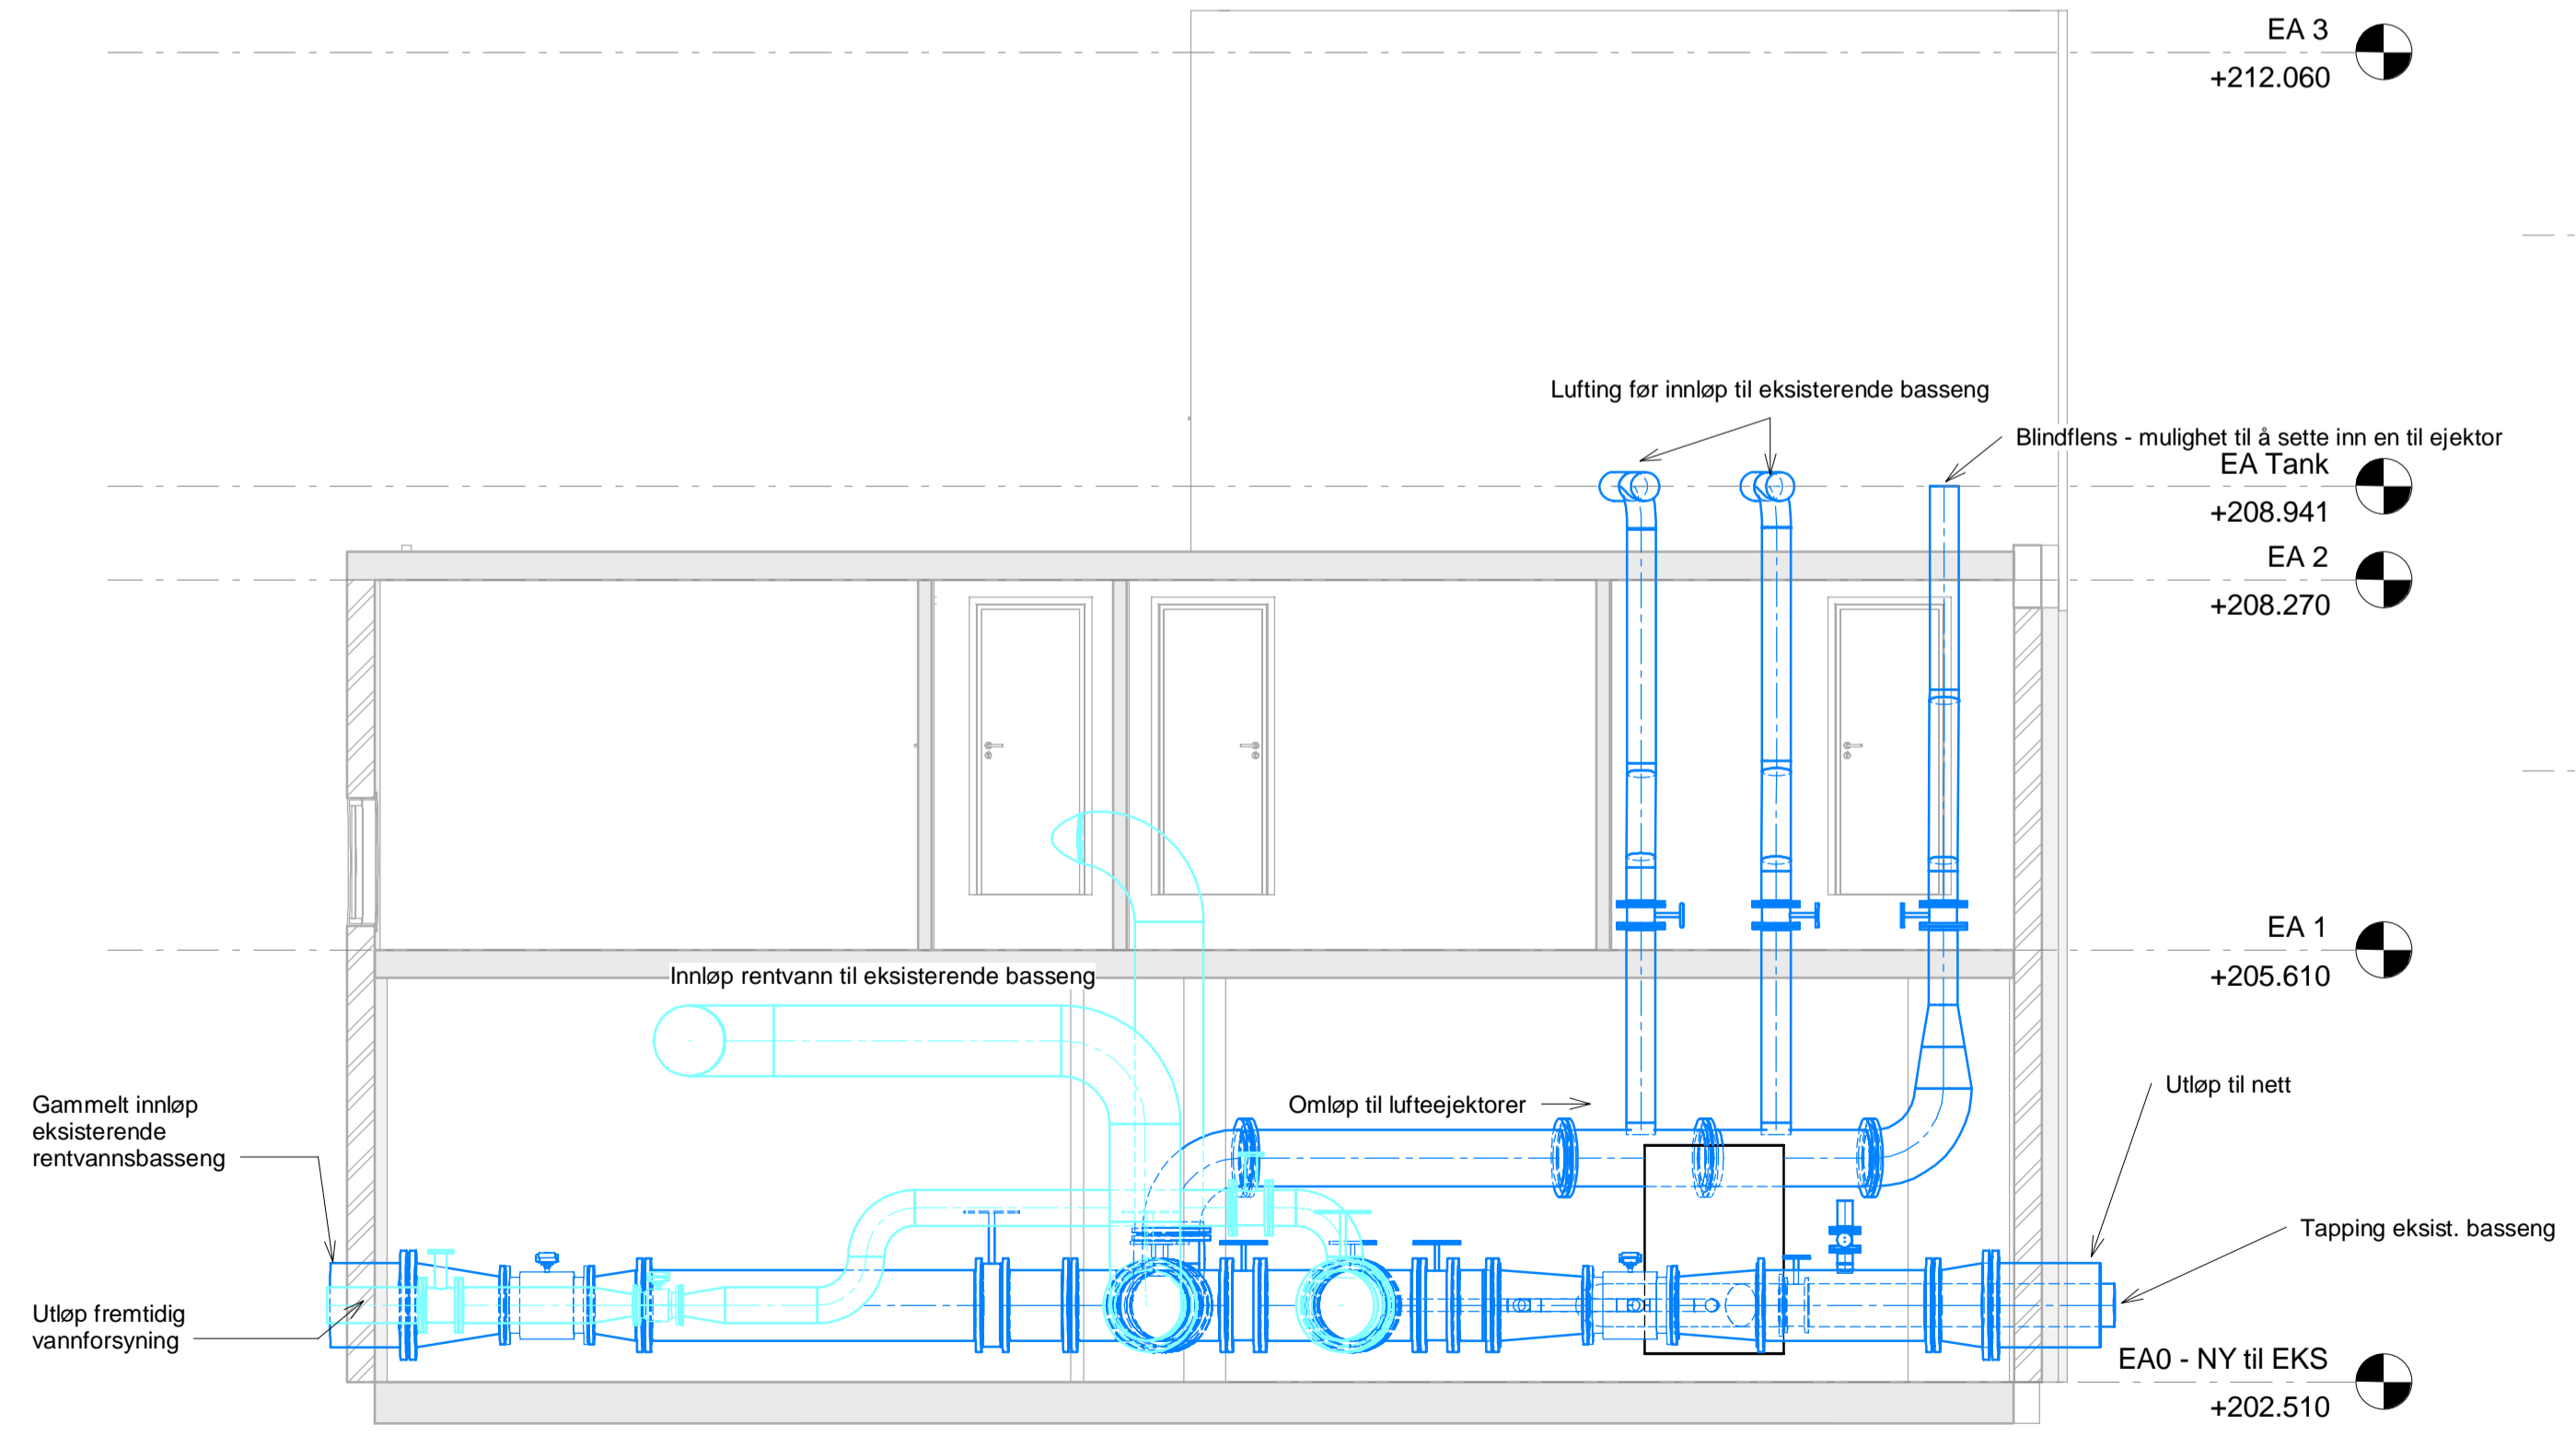 EA 3
+212.060
Lufting før innløp til eksisterende basseng
Blindflens - mulighet til å sette inn en til ejektor
EA Tank
+208.941
EA 2
+208.270
EA 1
+205.610
Innløp rentvann til eksisterende basseng
Utløp til nett
Gammelt innløp
eksisterende
rentvannsbasseng
Omløp til lufteejektorer
Tapping eksist. basseng
Utløp fremtidig
vannforsyning
EA0 - NY til EKS
+202.510